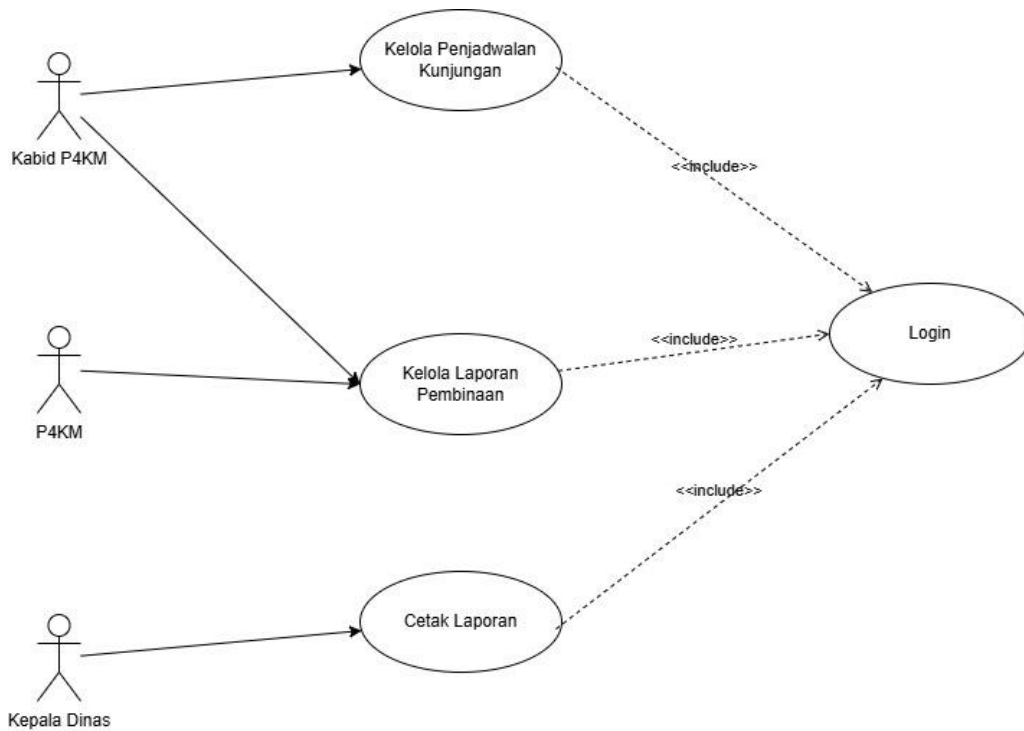 Kelola Penjadwalan
Kunjungan
Kabid P4KM
<<include>>
Login
<<include>>
Kelola Laporan
Pembinaan
P4KM
<<include>>
Cetak Laporan
Kepala Dinas